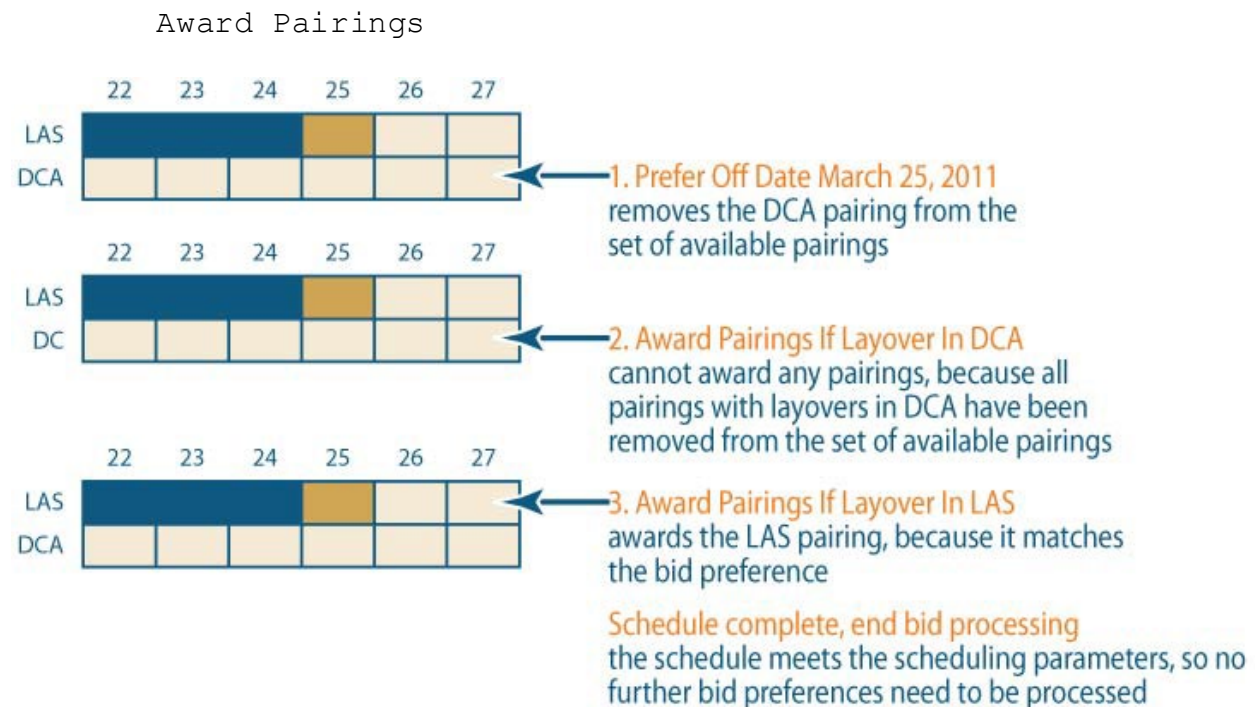 Award Pairings
22 23 24 25 26 27
LAS
DCA
1. Prefer Off Date March 25, 2011
removes the DCA pairing from the
set of available pairings
22 23 24 25 26 27
LAS
DC
2. Award Pairings If Layover In DCA
cannot award any pairings, because all
pairings with layovers in DCA have been
removed from the set of available pairings
22 23 24 25 26 27
LAS
DCA
3. Award Pairings If Layover In LAS
awards the LAS pairing, because it matches
the bid preference
Schedule complete, end bid processing
the schedule meets the scheduling parameters, so no
further bid preferences need to be processed